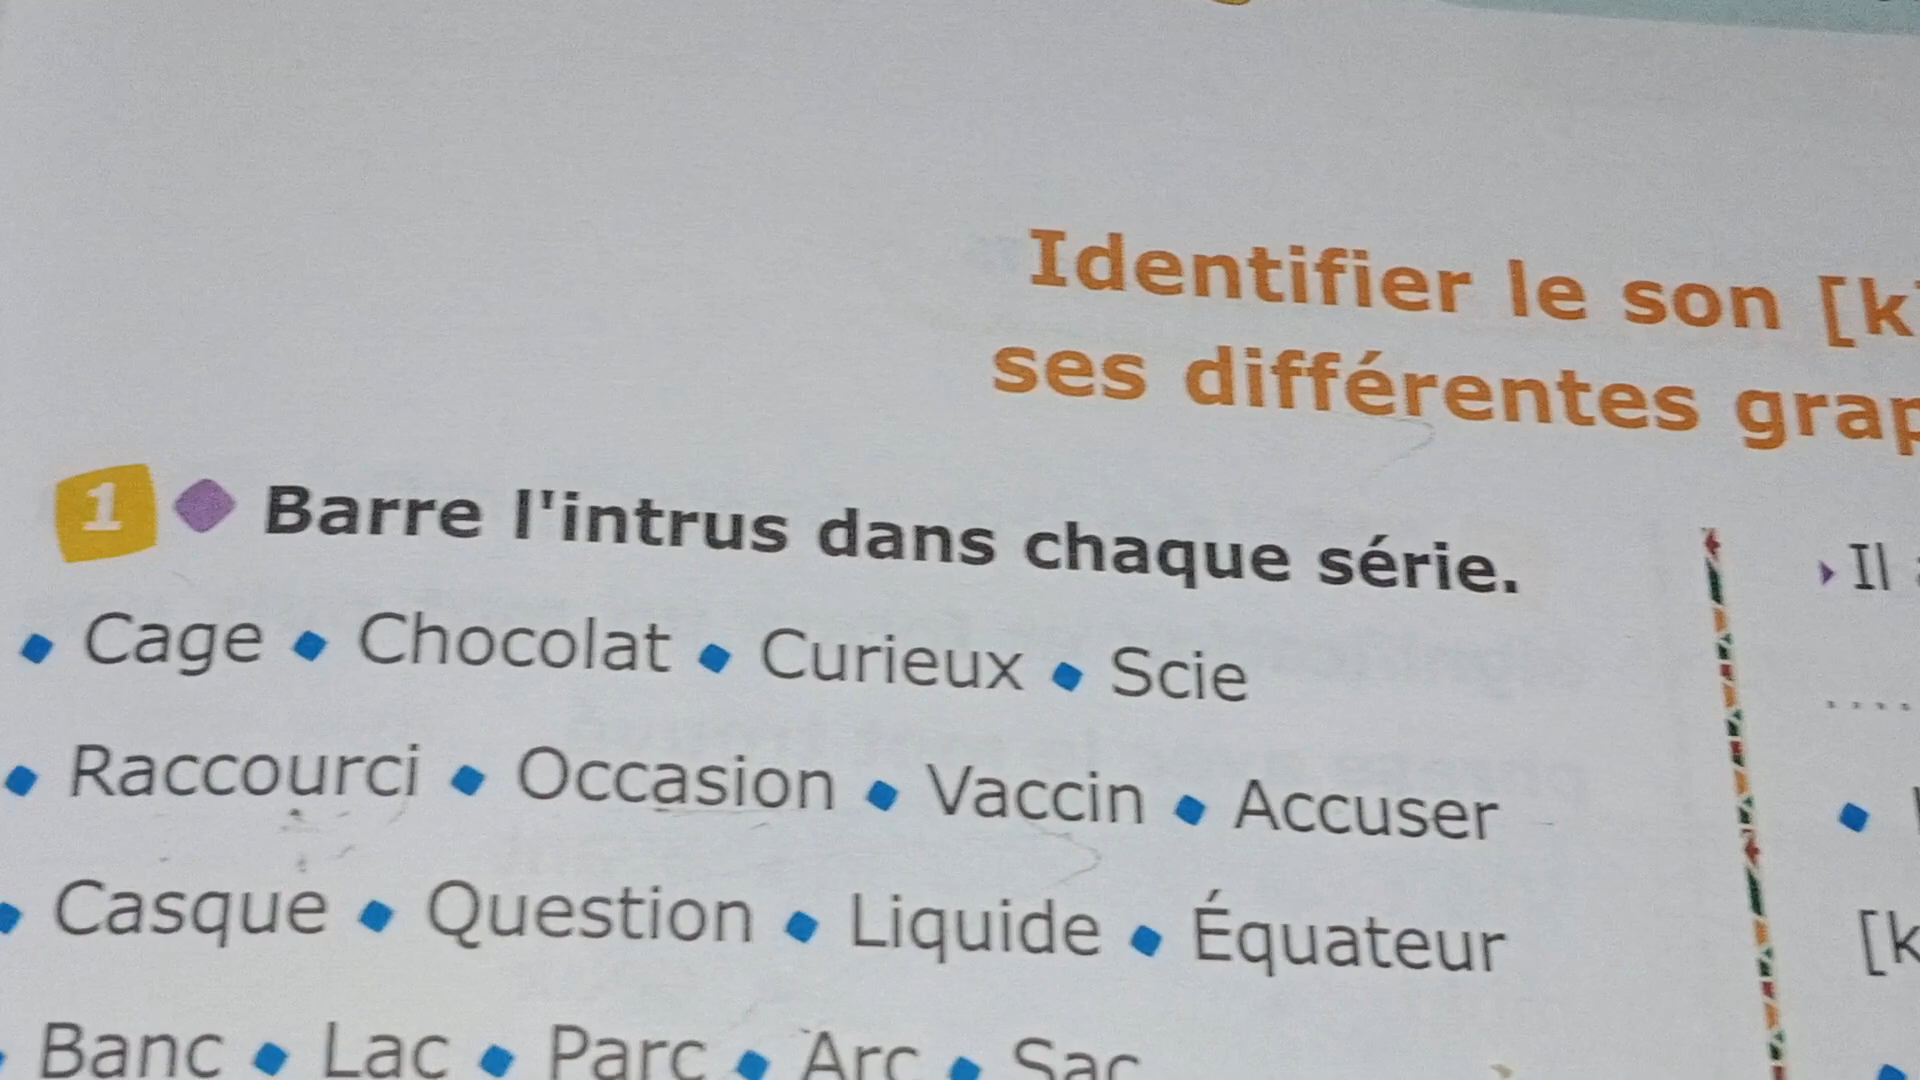 Identifier le son [k]
ses différentes
1 Barre l'intrus dans chaque série.
• Cage • Chocolat • Curieux • Scie
• Raccourci • Occasion • Vaccin • Accuser
• Casque • Question • Liquide • Équateur
• Banc • Lac • Parc • Arc • Sac
Il
....
[k